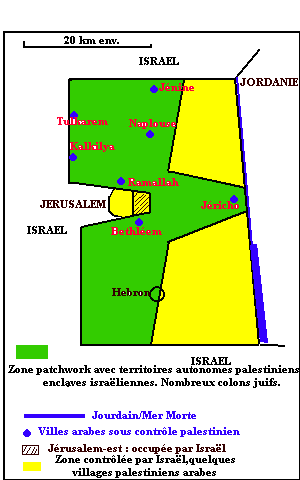 20 km env.
ISRAEL
JORDANIE
Jénine
Tulkarem
Naplouse
Kalkilya
Ramallah
JERUSALEM
Jéricho
ISRAEL
Bethléem
Hebron
ISRAEL
Zone patchwork avec territoires autonomes palestiniens
enclaves israéliennes. Nombreux colons juifs.
Jourdain/Mer Morte
Villes arabes sous contrôle palestinien
Jérusalem-est : occupée par Israël
Zone contrôlée par Israël,quelques
villages palestiniens arabes